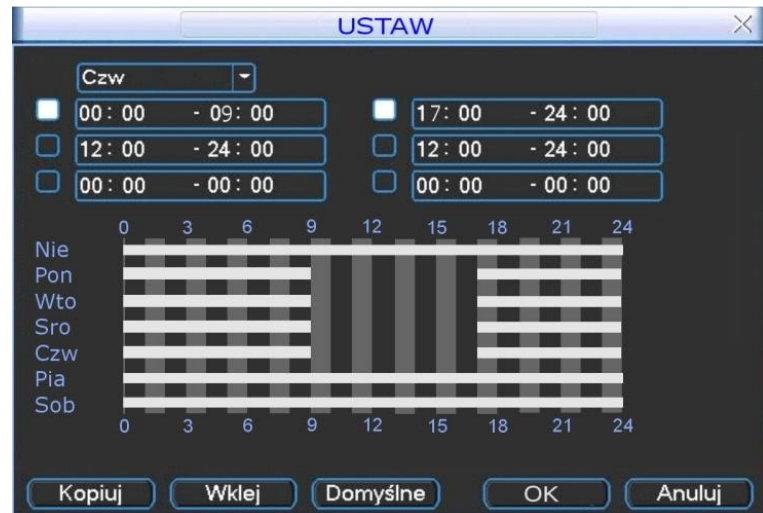 USTAW
Czw
00: 00 - 09: 00 17: 00 - 24: 00
12: 00 - 24: 00 12: 00 - 24: 00
00: 00 - 00: 00 00: 00 - 00: 00
0 3 6 9 12 15 18 21 24
Nie
Pon
Wto
Sro
Czw
Pia
Sob
0 3 6 9 12 15 18 21 24
Kopiuj Wklej Domyślne OK Anuluj